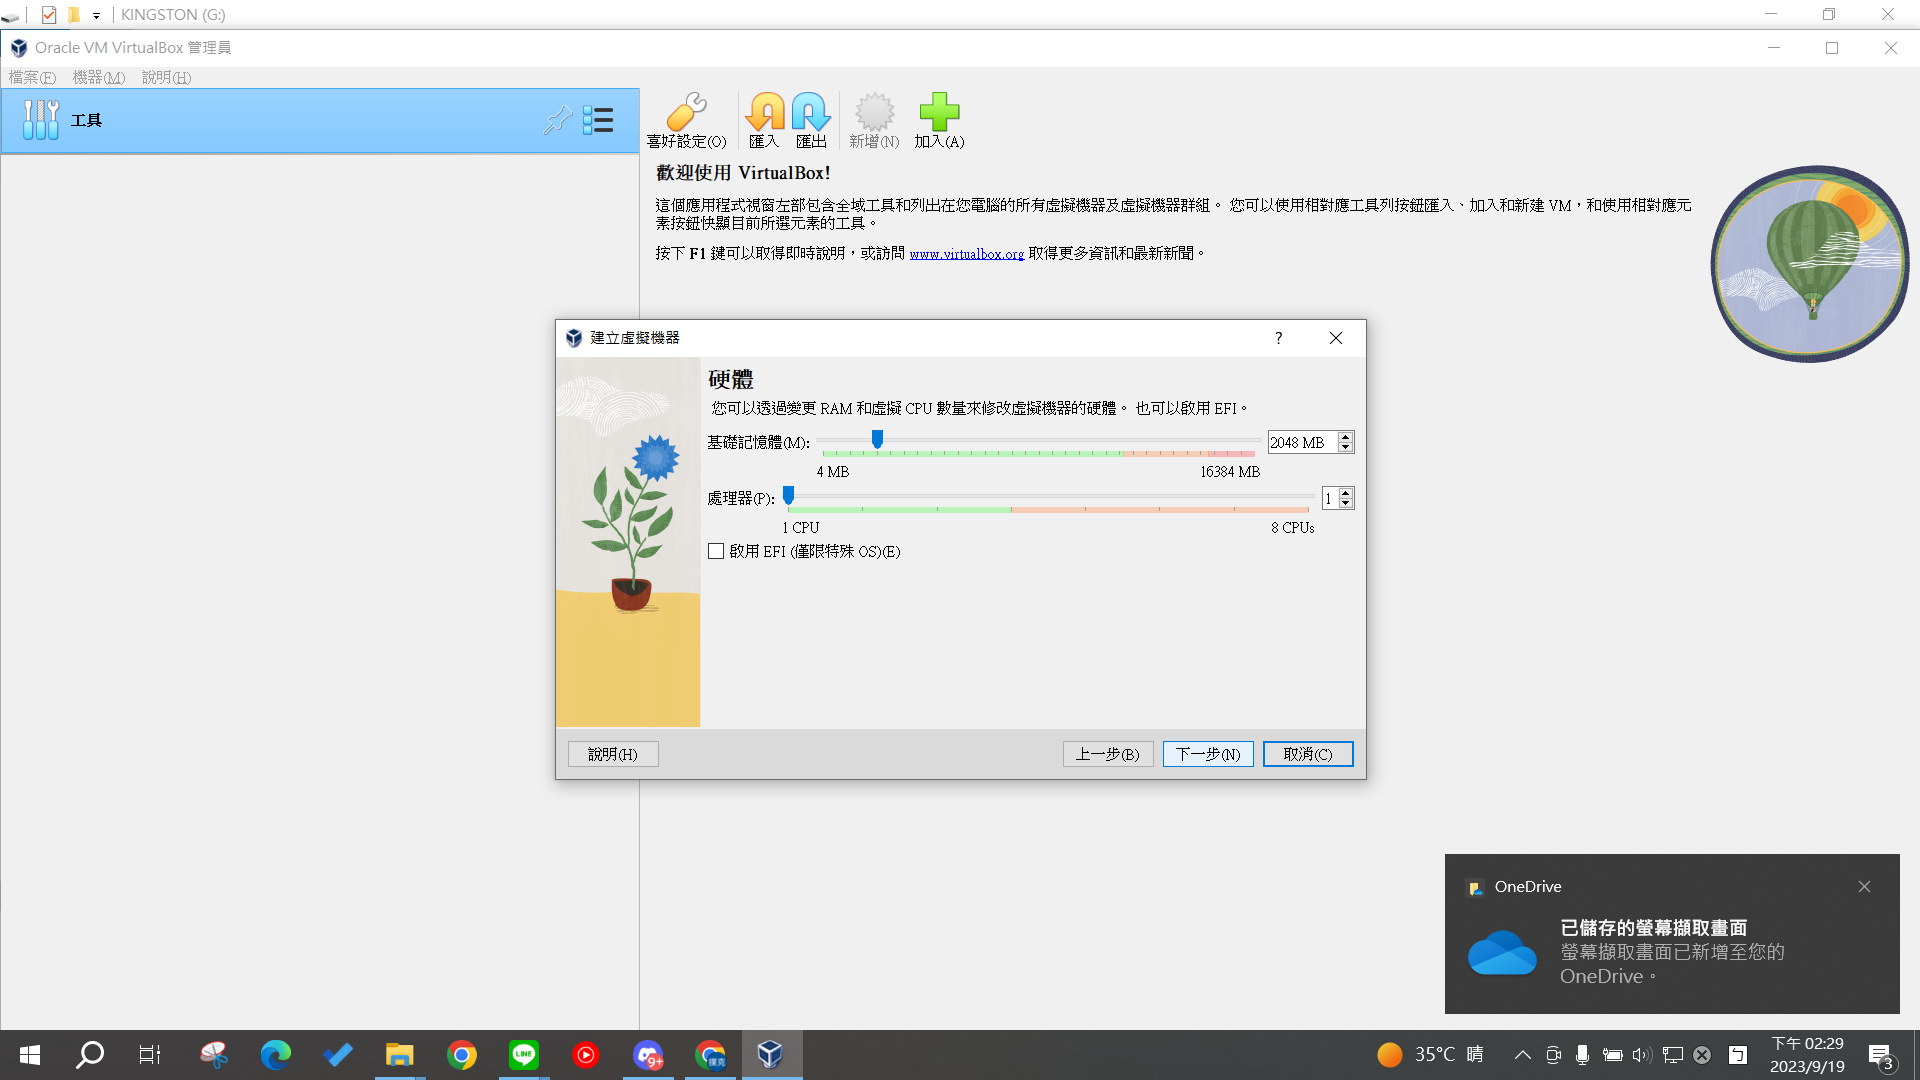 KINGSTON (G:)
Oracle VM VirtualBox 管理員
檔案(F) 機器(M) 說明(H)
工具
喜好設定(O) 匯入 匯出 新增(N) 加入(A)
歡迎使用 VirtualBox!
這個應用程式視窗左部包含全域工具和列出在您電腦的所有虛擬機器及虛擬機器群組。 您可以使用相對應工具列按鈕匯入、加入和新建 VM，和使用相對應元
素按鈕快顯目前所選元素的工具。
按下 F1 鍵可以取得即時說明，或訪問 www.virtualbox.org 取得更多資訊和最新新聞。
建立虛擬機器
?
硬體
您可以透過變更 RAM 和虛擬 CPU 數量來修改虛擬機器的硬體。 也可以啟用 EFI。
基礎記憶體(M): 2048 MB
4 MB 16384 MB
處理器(P): 1
1 CPU 8 CPUs
啟用 EFI (僅限特殊 OS)(E)
說明(H) 上一步(B) 下一步(N) 取消(C)
OneDrive
已儲存的螢幕擷取畫面
螢幕擷取畫面已新增至您的
OneDrive。
LINE
9+
撲克
35°C 晴
下午 02:29
2023/9/19
3